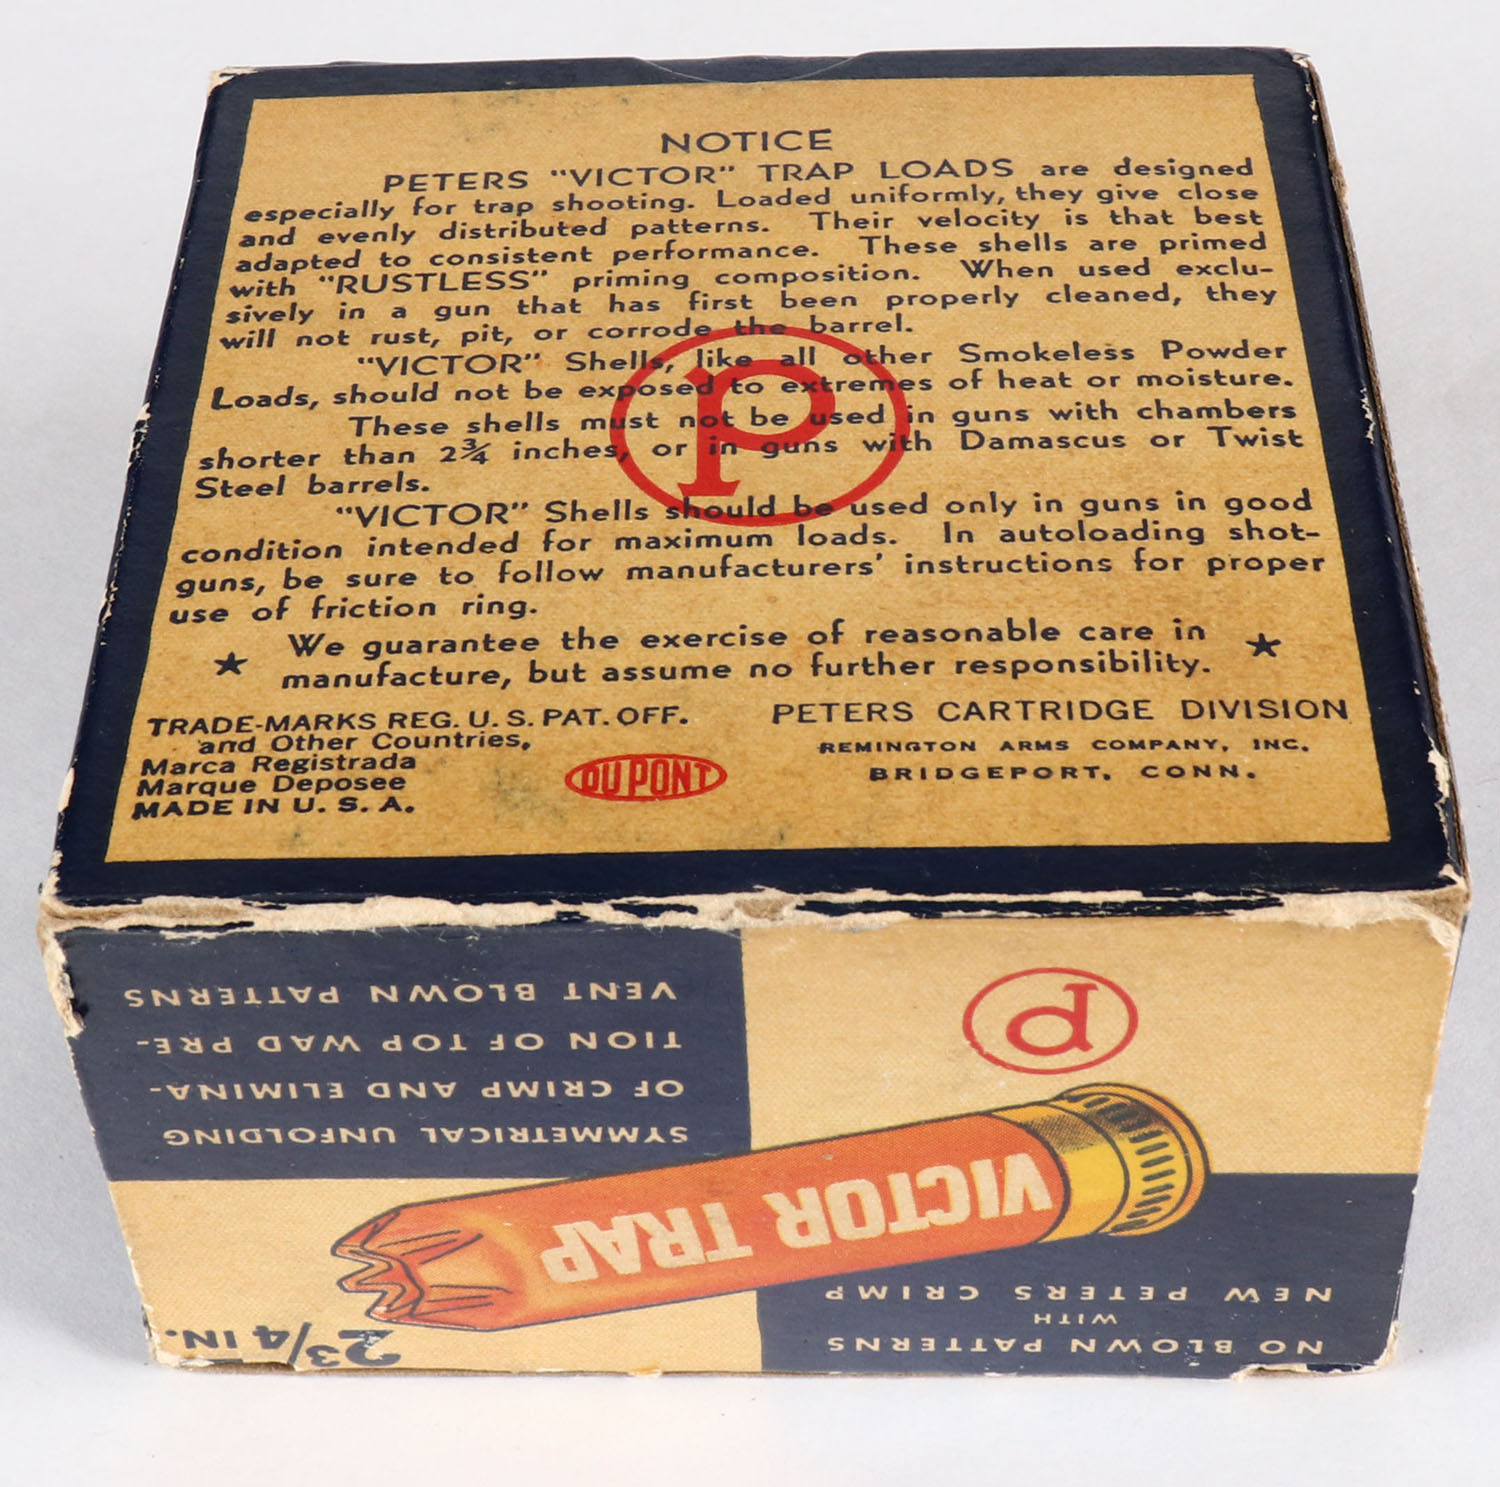 NOTICE
PETERS "VICTOR" TRAP LOADS are designed
especially for trap shooting. Loaded uniformly, they give close
and evenly distributed patterns. Their velocity is that best
adapted to consistent performance. These shells are primed
with "RUSTLESS" priming composition. When used exclu-
sively in a gun that has first been properly cleaned, they
will not rust, pit, or corrode the barrel.
"VICTOR" Shells, like all other Smokeless Powder
Loads, should not be exposed to extremes of heat or moisture.
These shells must not be used in guns with chambers
shorter than 2¾ inches, or in guns with Damascus or Twist
Steel barrels.
"VICTOR" Shells should be used only in guns in good
condition intended for maximum loads. In autoloading shot-
guns, be sure to follow manufacturers' instructions for proper
use of friction ring.
★ We guarantee the exercise of reasonable care in ★
manufacture, but assume no further responsibility.
P
TRADE-MARKS REG. U. S. PAT. OFF.
and Other Countries,
Marca Registrada
Marque Deposee
MADE IN U. S. A.
DU PONT
PETERS CARTRIDGE DIVISION
REMINGTON ARMS COMPANY, INC.
BRIDGEPORT, CONN.
NO BLOWN PATTERNS
WITH
NEW PETERS CRIMP
2 3/4 IN.
VICTOR TRAP
P
SYMMETRICAL UNFOLDING
OF CRIMP AND ELIMINA-
TION OF TOP WAD PRE-
VENT BLOWN PATTERNS